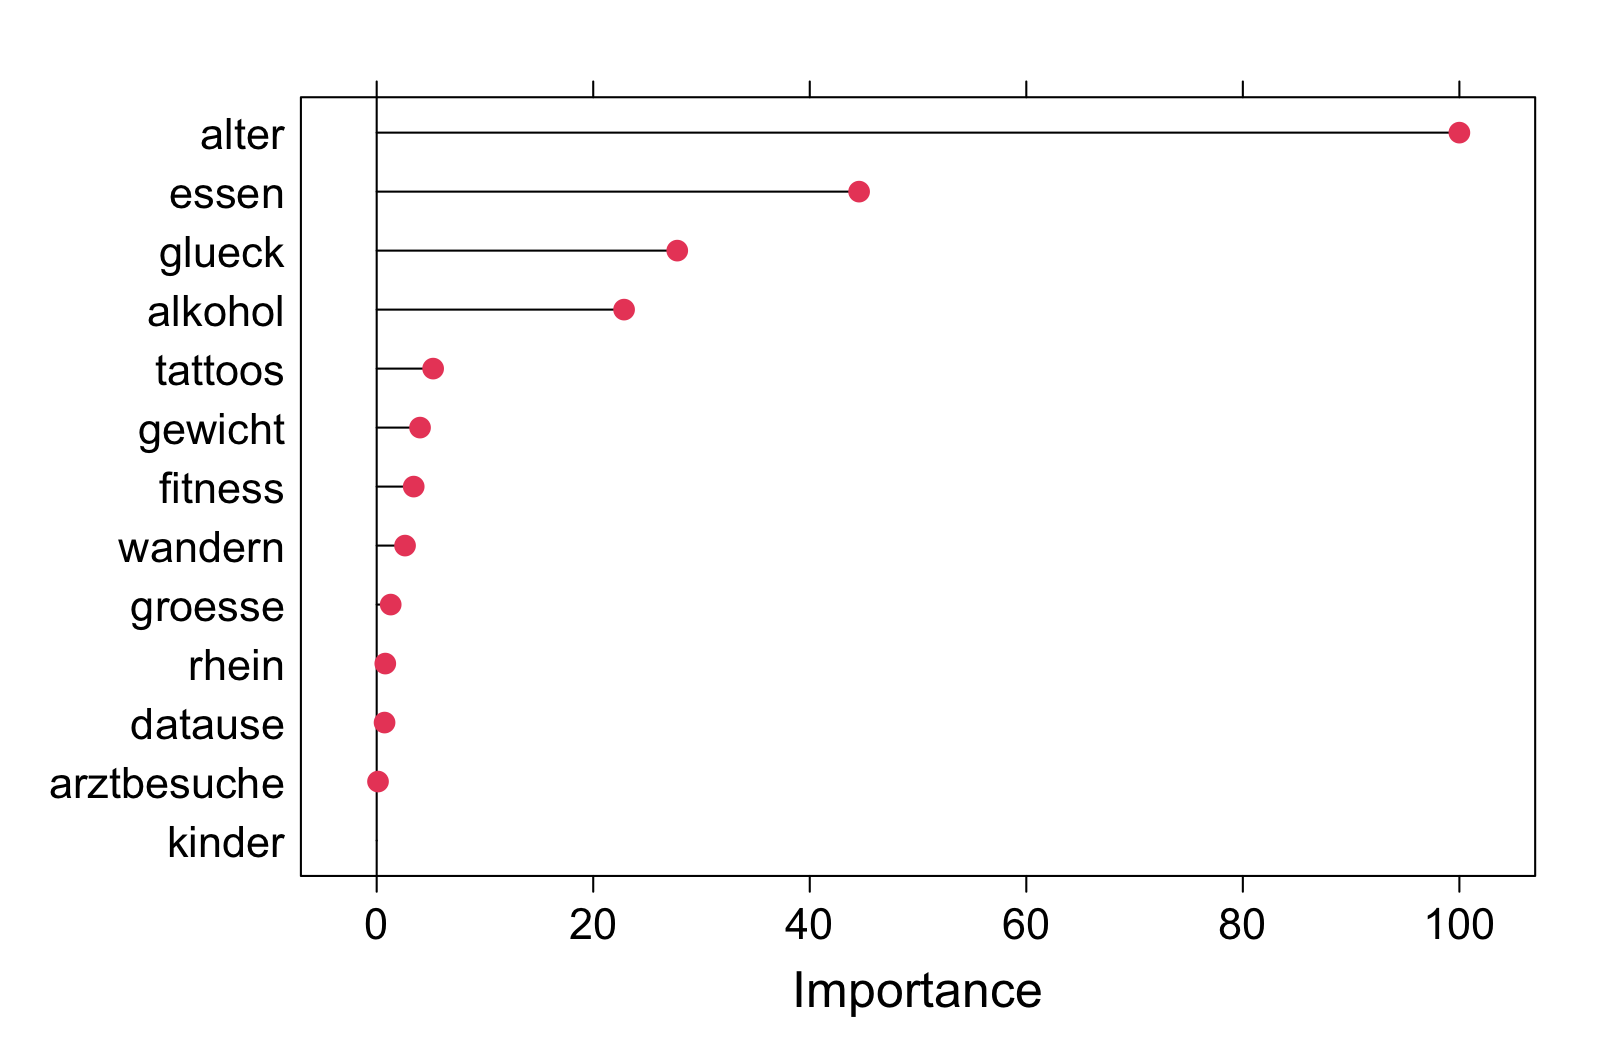 alter
essen
glueck
alkohol
tattoos
gewicht
fitness
wandern
groesse
rhein
datause
arztbesuche
kinder
0 20 40 60 80 100
Importance